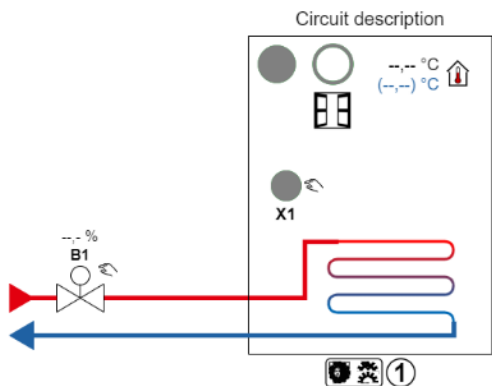 Circuit description
--,-- °C
(--,--) °C
X1
--,- %
B1
1